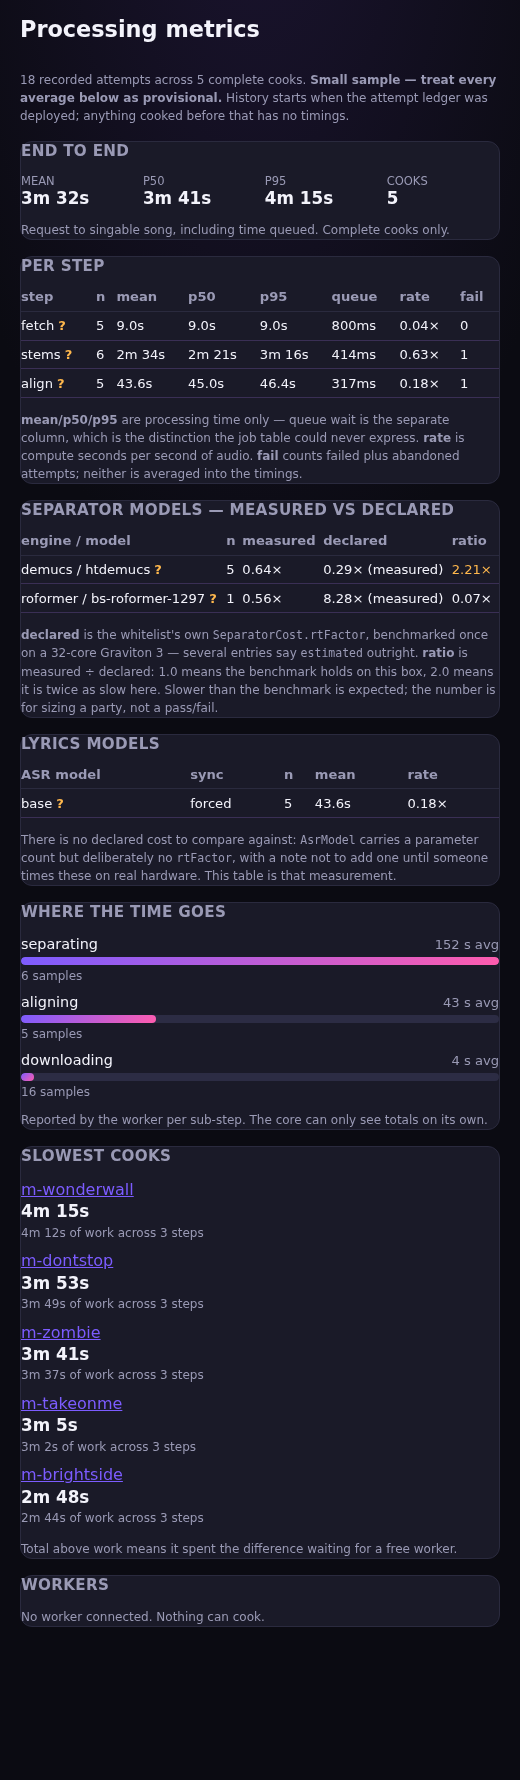 Processing metrics
18 recorded attempts across 5 complete cooks. Small sample — treat every
average below as provisional. History starts when the attempt ledger was
deployed; anything cooked before that has no timings.
END TO END
MEAN P50 P95 COOKS
3m 32s 3m 41s 4m 15s 5
Request to singable song, including time queued. Complete cooks only.
PER STEP
step n mean p50 p95 queue rate fail
fetch ? 5 9.0s 9.0s 9.0s 800ms 0.04× 0
stems ? 6 2m 34s 2m 21s 3m 16s 414ms 0.63× 1
align ? 5 43.6s 45.0s 46.4s 317ms 0.18× 1
mean/p50/p95 are processing time only — queue wait is the separate
column, which is the distinction the job table could never express. rate is
compute seconds per second of audio. fail counts failed plus abandoned
attempts; neither is averaged into the timings.
SEPARATOR MODELS — MEASURED VS DECLARED
engine / model n measured declared ratio
demucs / htdemucs ? 5 0.64× 0.29× (measured) 2.21×
roformer / bs-roformer-1297 ? 1 0.56× 8.28× (measured) 0.07×
declared is the whitelist's own SeparatorCost.rtFactor, benchmarked once
on a 32-core Graviton 3 — several entries say estimated outright. ratio is
measured ÷ declared: 1.0 means the benchmark holds on this box, 2.0 means
it is twice as slow here. Slower than the benchmark is expected; the number is
for sizing a party, not a pass/fail.
LYRICS MODELS
ASR model sync n mean rate
base ? forced 5 43.6s 0.18×
There is no declared cost to compare against: AsrModel carries a parameter
count but deliberately no rtFactor, with a note not to add one until someone
times these on real hardware. This table is that measurement.
WHERE THE TIME GOES
separating 152 s avg
6 samples
aligning 43 s avg
5 samples
downloading 4 s avg
16 samples
Reported by the worker per sub-step. The core can only see totals on its own.
SLOWEST COOKS
m-wonderwall
4m 15s
4m 12s of work across 3 steps
m-dontstop
3m 53s
3m 49s of work across 3 steps
m-zombie
3m 41s
3m 37s of work across 3 steps
m-takeonme
3m 5s
3m 2s of work across 3 steps
m-brightside
2m 48s
2m 44s of work across 3 steps
Total above work means it spent the difference waiting for a free worker.
WORKERS
No worker connected. Nothing can cook.